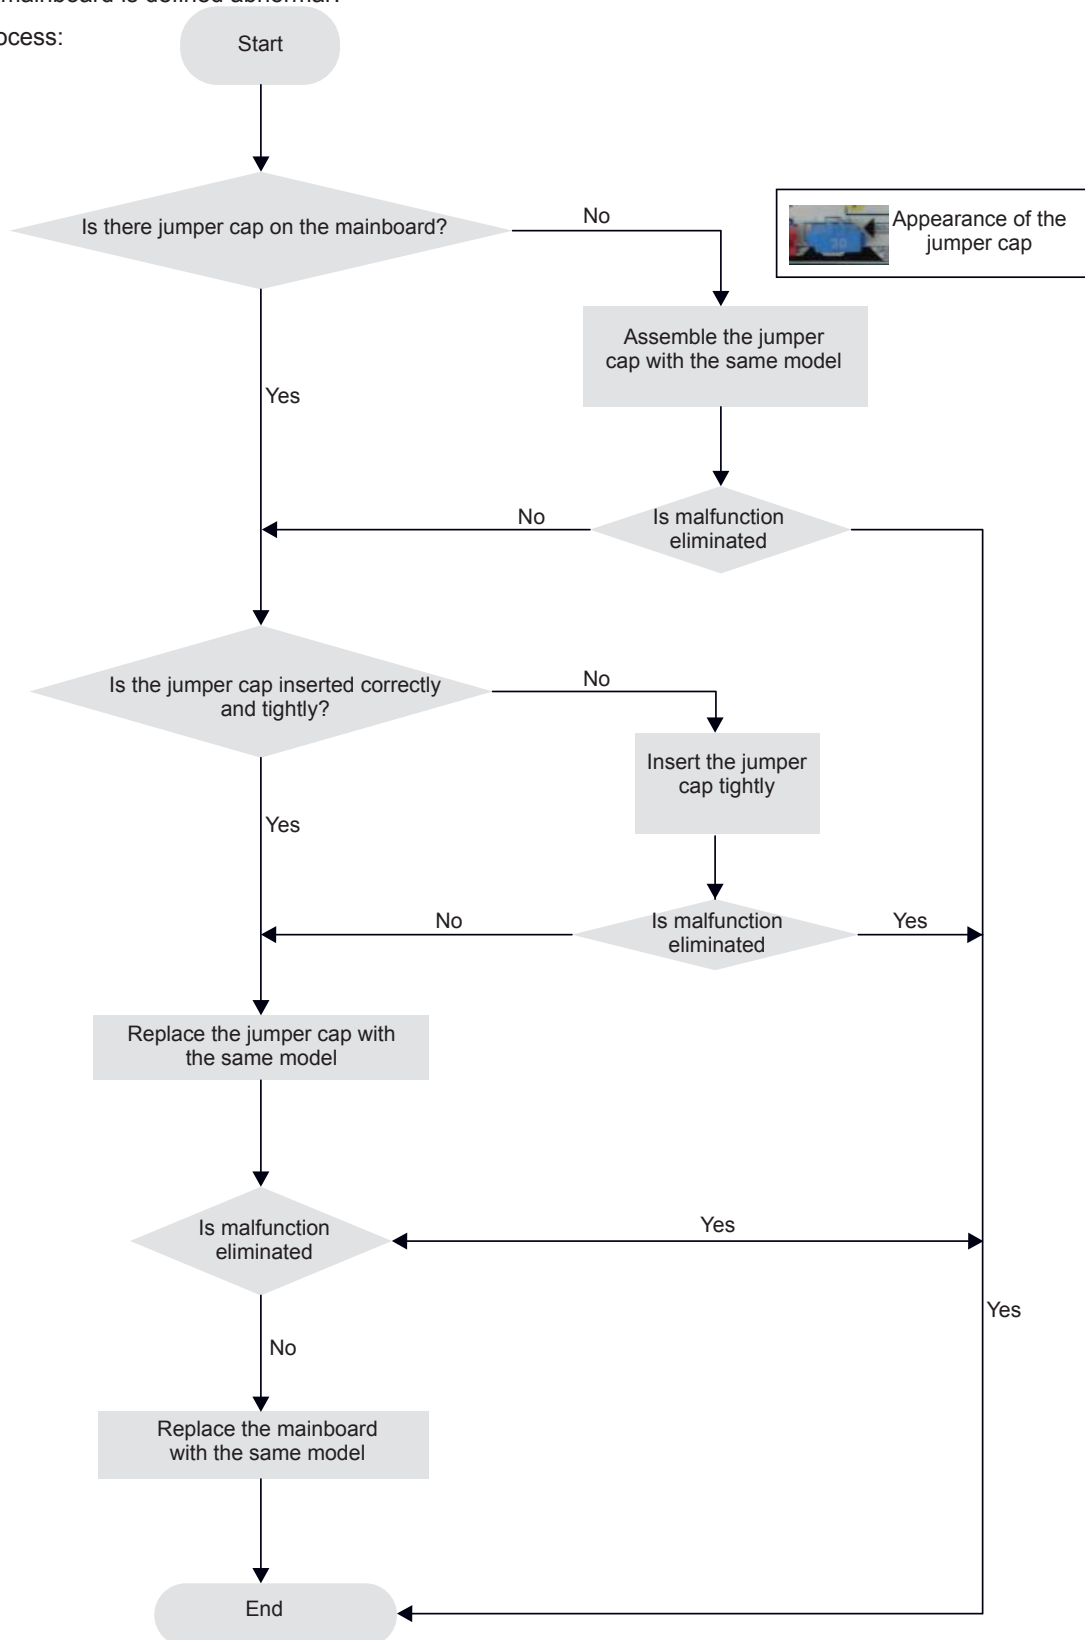 mainboard is defined abnormal.
ocess:
Start
Is there jumper cap on the mainboard?
No
Appearance of the
jumper cap
Assemble the jumper
cap with the same model
Yes
No
Is malfunction
eliminated
Is the jumper cap inserted correctly
and tightly?
No
Insert the jumper
cap tightly
Yes
No
Is malfunction
eliminated
Yes
Replace the jumper cap with
the same model
Is malfunction
eliminated
Yes
Yes
No
Replace the mainboard
with the same model
End